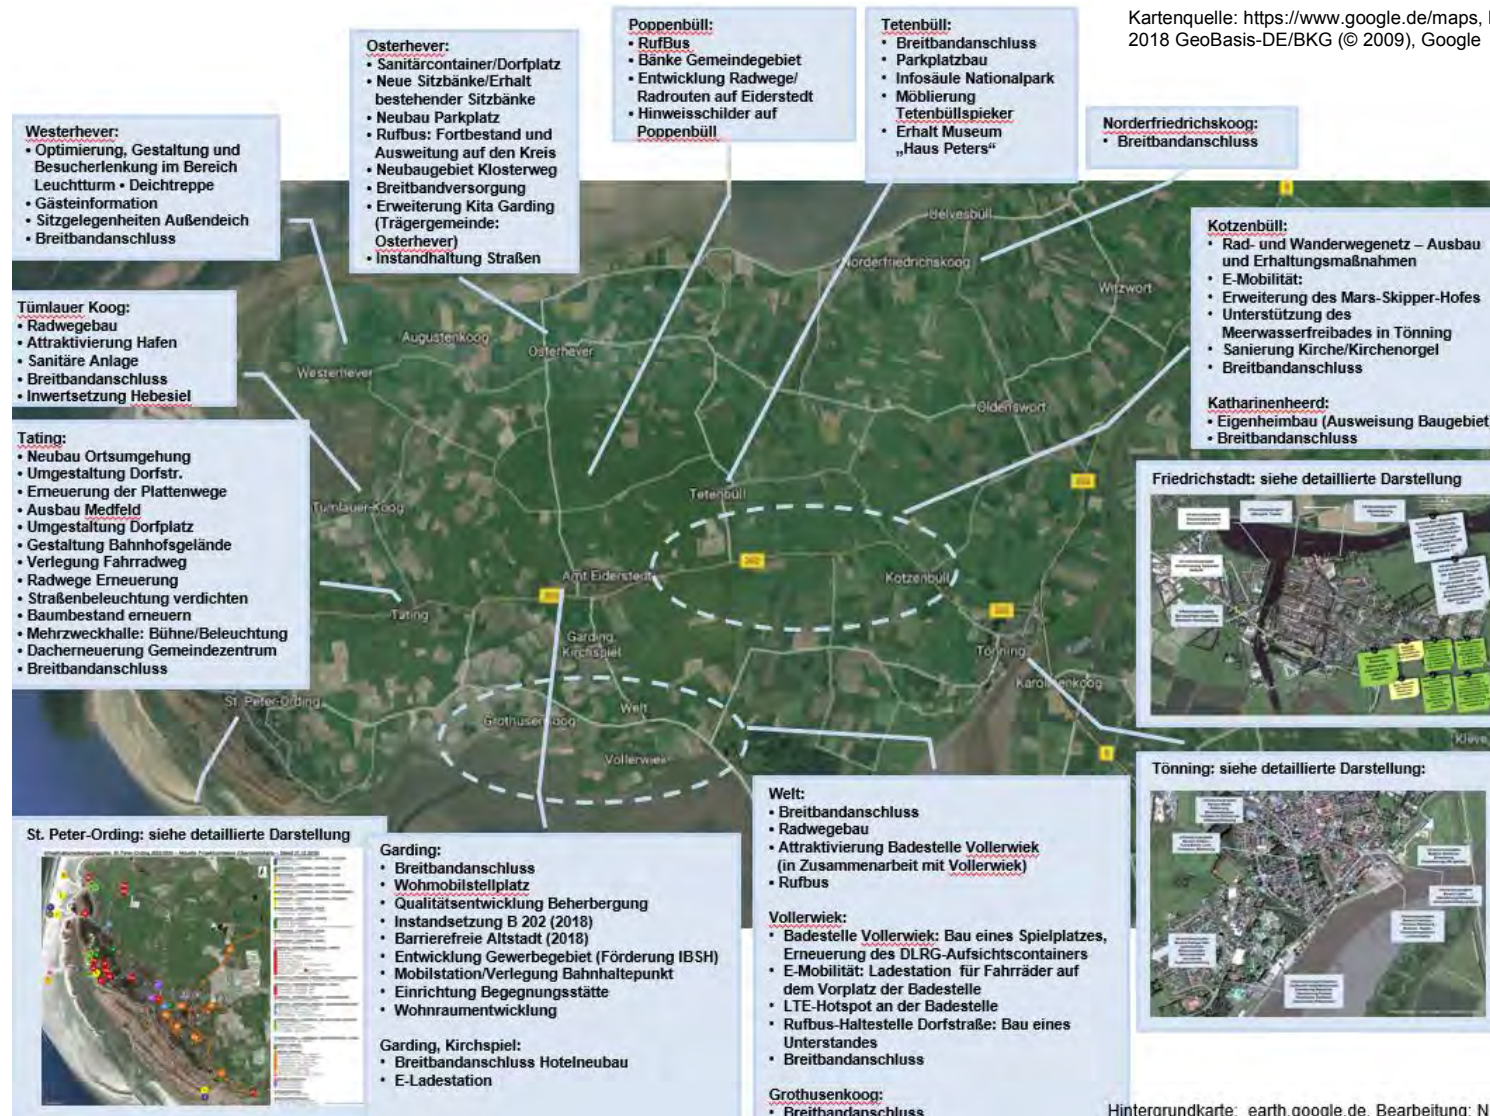 Kartenquelle: https://www.google.de/maps,
2018 GeoBasis-DE/BKG (© 2009), Google
Westerhever:
• Optimierung, Gestaltung und
Besucherlenkung im Bereich
Leuchtturm • Deichtreppe
• Gästeinformation
• Sitzgelegenheiten Außendeich
• Breitbandanschluss
Osterhever:
• Sanitärcontainer/Dorfplatz
• Neue Sitzbänke/Erhalt
bestehender Sitzbänke
• Neubau Parkplatz
• Rufbus: Fortbestand und
Ausweitung auf den Kreis
• Neubaugebiet Klosterweg
• Breitbandversorgung
• Erweiterung Kita Garding
(Trägergemeinde:
Osterhever)
• Instandhaltung Straßen
Poppenbüll:
• RufBus
• Bänke Gemeindegebiet
• Entwicklung Radwege/
Radrouten auf Eiderstedt
• Hinweisschilder auf
Poppenbüll
Tetenbüll:
• Breitbandanschluss
• Parkplatzbau
• Infosäule Nationalpark
• Möblierung
Tetenbüllspieker
• Erhalt Museum
„Haus Peters“
Norderfriedrichskoog:
• Breitbandanschluss
Kotzenbüll:
• Rad- und Wanderwegenetz – Ausbau
und Erhaltungsmaßnahmen
• E-Mobilität:
• Erweiterung des Mars-Skipper-Hofes
• Unterstützung des
Meerwasserfreibades in Tönning
• Sanierung Kirche/Kirchenorgel
• Breitbandanschluss
Katharinenheerd:
• Eigenheimbau (Ausweisung Baugebiet
• Breitbandanschluss
Tümlauer Koog:
• Radwegebau
• Attraktivierung Hafen
• Sanitäre Anlage
• Breitbandanschluss
• Inwertsetzung Hebesiel
Tating:
• Neubau Ortsumgehung
• Umgestaltung Dorfstr.
• Erneuerung der Plattenwege
• Ausbau Medfeld
• Umgestaltung Dorfplatz
• Gestaltung Bahnhofsgelände
• Verlegung Fahrradweg
• Radwege Erneuerung
• Straßenbeleuchtung verdichten
• Baumbestand erneuern
• Mehrzweckhalle: Bühne/Beleuchtung
• Dacherneuerung Gemeindezentrum
• Breitbandanschluss
Uelvesbüll
Norderfriedrichskoog
Witzwort
Augustenkoog
Osterhever
Westerhever
Oldenswort
Tetenbüll
Tümlauer-Koog
202
Amt Eiderstedt
Kotzenbüll
Tating
Garding,
Kirchspiel
Tönning
Karolinenkoog
St. Peter-Ording
Grothusenkoog
Welt
Vollerwiek
5
Kleve
Friedrichstadt: siehe detaillierte Darstellung
Tönning: siehe detaillierte Darstellung:
St. Peter-Ording: siehe detaillierte Darstellung
Garding:
• Breitbandanschluss
• Wohmobilstellplatz
• Qualitätsentwicklung Beherbergung
• Instandsetzung B 202 (2018)
• Barrierefreie Altstadt (2018)
• Entwicklung Gewerbegebiet (Förderung IBSH)
• Mobilstation/Verlegung Bahnhaltepunkt
• Einrichtung Begegnungsstätte
• Wohnraumentwicklung
Garding, Kirchspiel:
• Breitbandanschluss Hotelneubau
• E-Ladestation
Welt:
• Breitbandanschluss
• Radwegebau
• Attraktivierung Badestelle Vollerwiek
(in Zusammenarbeit mit Vollerwiek)
• Rufbus
Vollerwiek:
• Badestelle Vollerwiek: Bau eines Spielplatzes,
Erneuerung des DLRG-Aufsichtscontainers
• E-Mobilität: Ladestation für Fahrräder auf
dem Vorplatz der Badestelle
• LTE-Hotspot an der Badestelle
• Rufbus-Haltestelle Dorfstraße: Bau eines
Unterstandes
• Breitbandanschluss
Grothusenkoog:
• Breitbandanschluss
Hintergrundkarte: earth.google.de, Bearbeitung: N